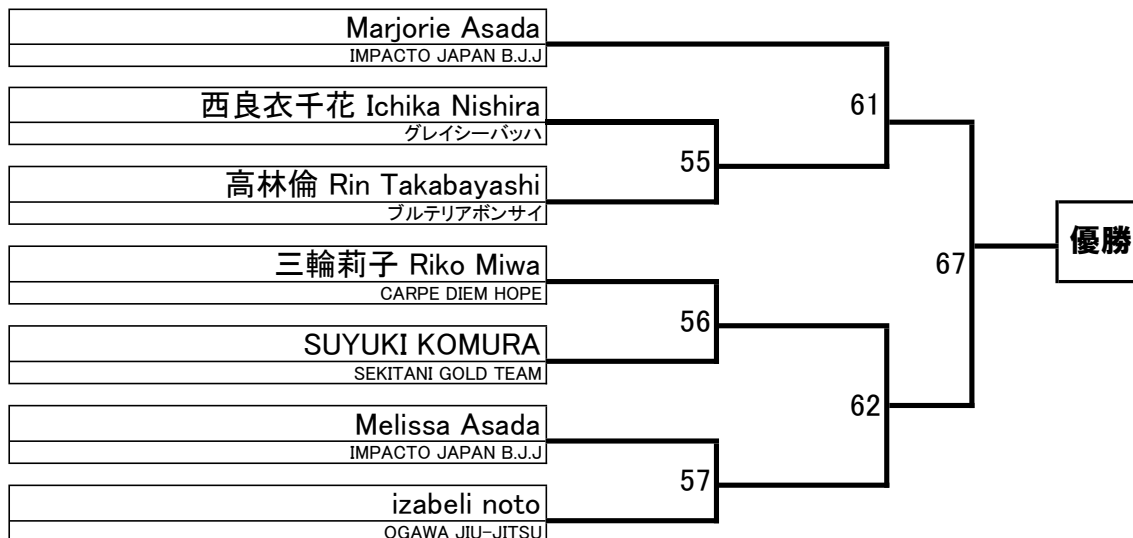 Marjorie Asada
IMPACTO JAPAN B.J.J
61
西良衣千花 Ichika Nishira
グレイシーバッハ
55
高林倫 Rin Takabayashi
ブルテリアボンサイ
優勝
67
三輪莉子 Riko Miwa
CARPE DIEM HOPE
56
SUYUKI KOMURA
SEKITANI GOLD TEAM
62
Melissa Asada
IMPACTO JAPAN B.J.J
57
izabeli noto
OGAWA JIU-JITSU